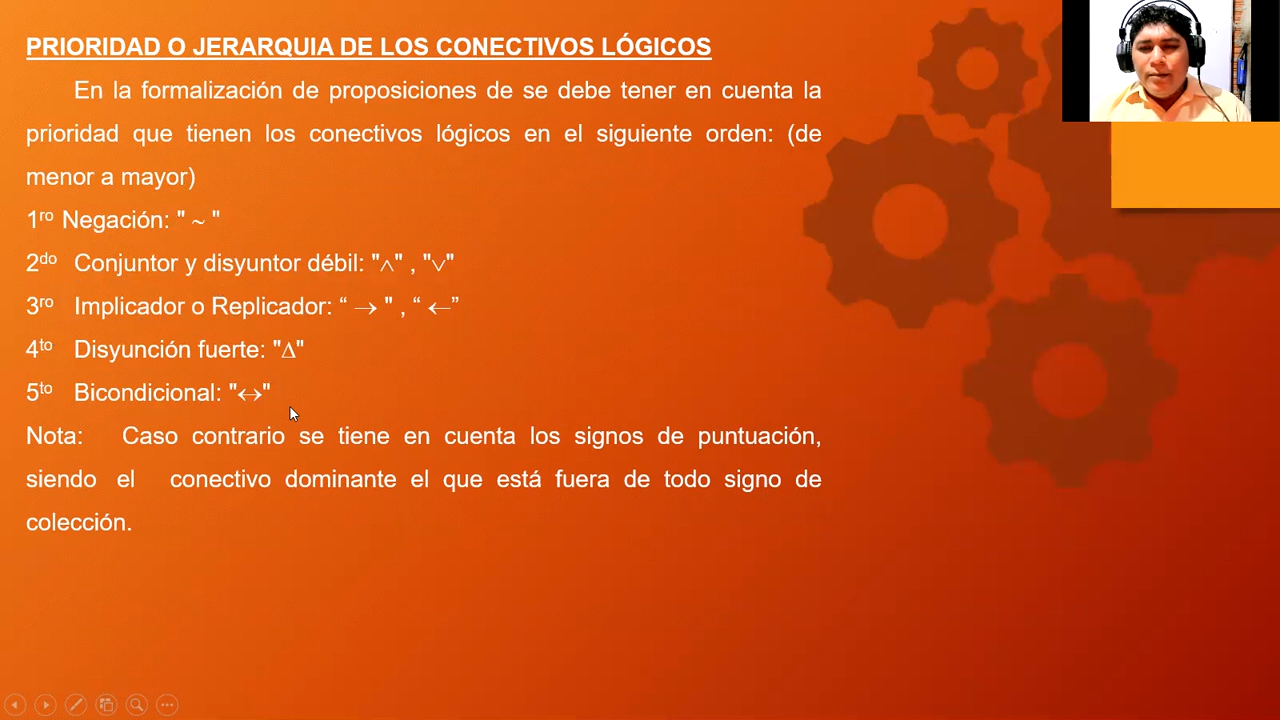 PRIORIDAD O JERARQUIA DE LOS CONECTIVOS LÓGICOS
En la formalización de proposiciones de se debe tener en cuenta la
prioridad que tienen los conectivos lógicos en el siguiente orden: (de
menor a mayor)
1ro Negación: " ~ "
2do Conjuntor y disyuntor débil: "∧" , "∨"
3ro Implicador o Replicador: “ → " , “ ←”
4to Disyunción fuerte: "Δ"
5to Bicondicional: "↔"
Nota: Caso contrario se tiene en cuenta los signos de puntuación,
siendo el conectivo dominante el que está fuera de todo signo de
colección.